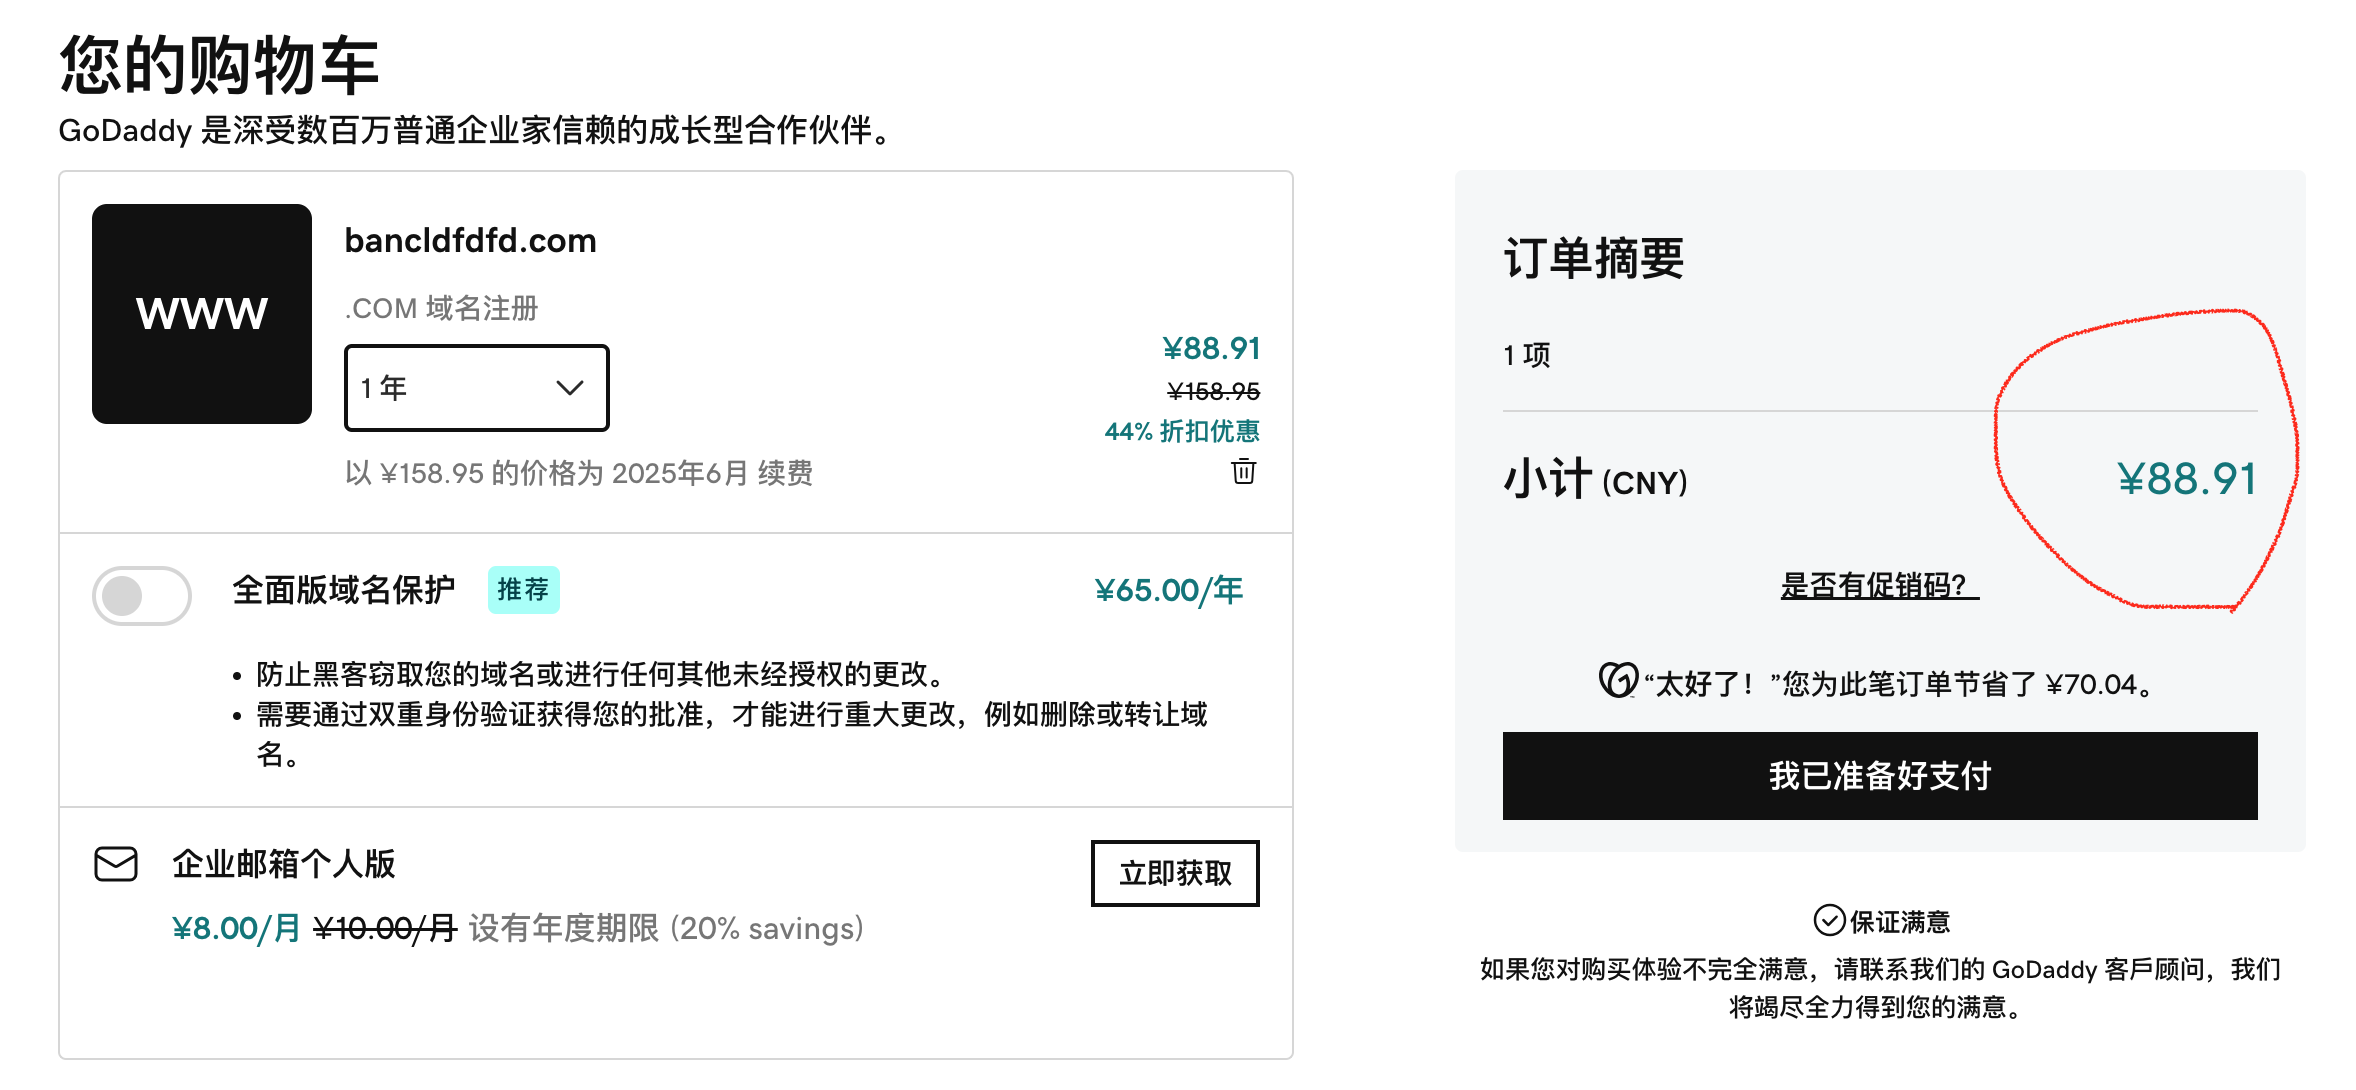 您的购物车
GoDaddy 是深受数百万普通企业家信赖的成长型合作伙伴。
www
bancldfdfd.com
.COM 域名注册
1 年
¥88.91
¥158.95
44% 折扣优惠
以 ¥158.95 的价格为 2025年6月 续费
全面版域名保护
推荐
¥65.00/年
• 防止黑客窃取您的域名或进行任何其他未经授权的更改。
• 需要通过双重身份验证获得您的批准，才能进行重大更改，例如删除或转让域
名。
企业邮箱个人版
立即获取
¥8.00/月 ¥10.00/月 设有年度期限 (20% savings)
订单摘要
1 项
小计 (CNY)
¥88.91
是否有促销码？
“太好了！”您为此笔订单节省了 ¥70.04。
我已准备好支付
保证满意
如果您对购买体验不完全满意，请联系我们的 GoDaddy 客戶顾问，我们
将竭尽全力得到您的满意。